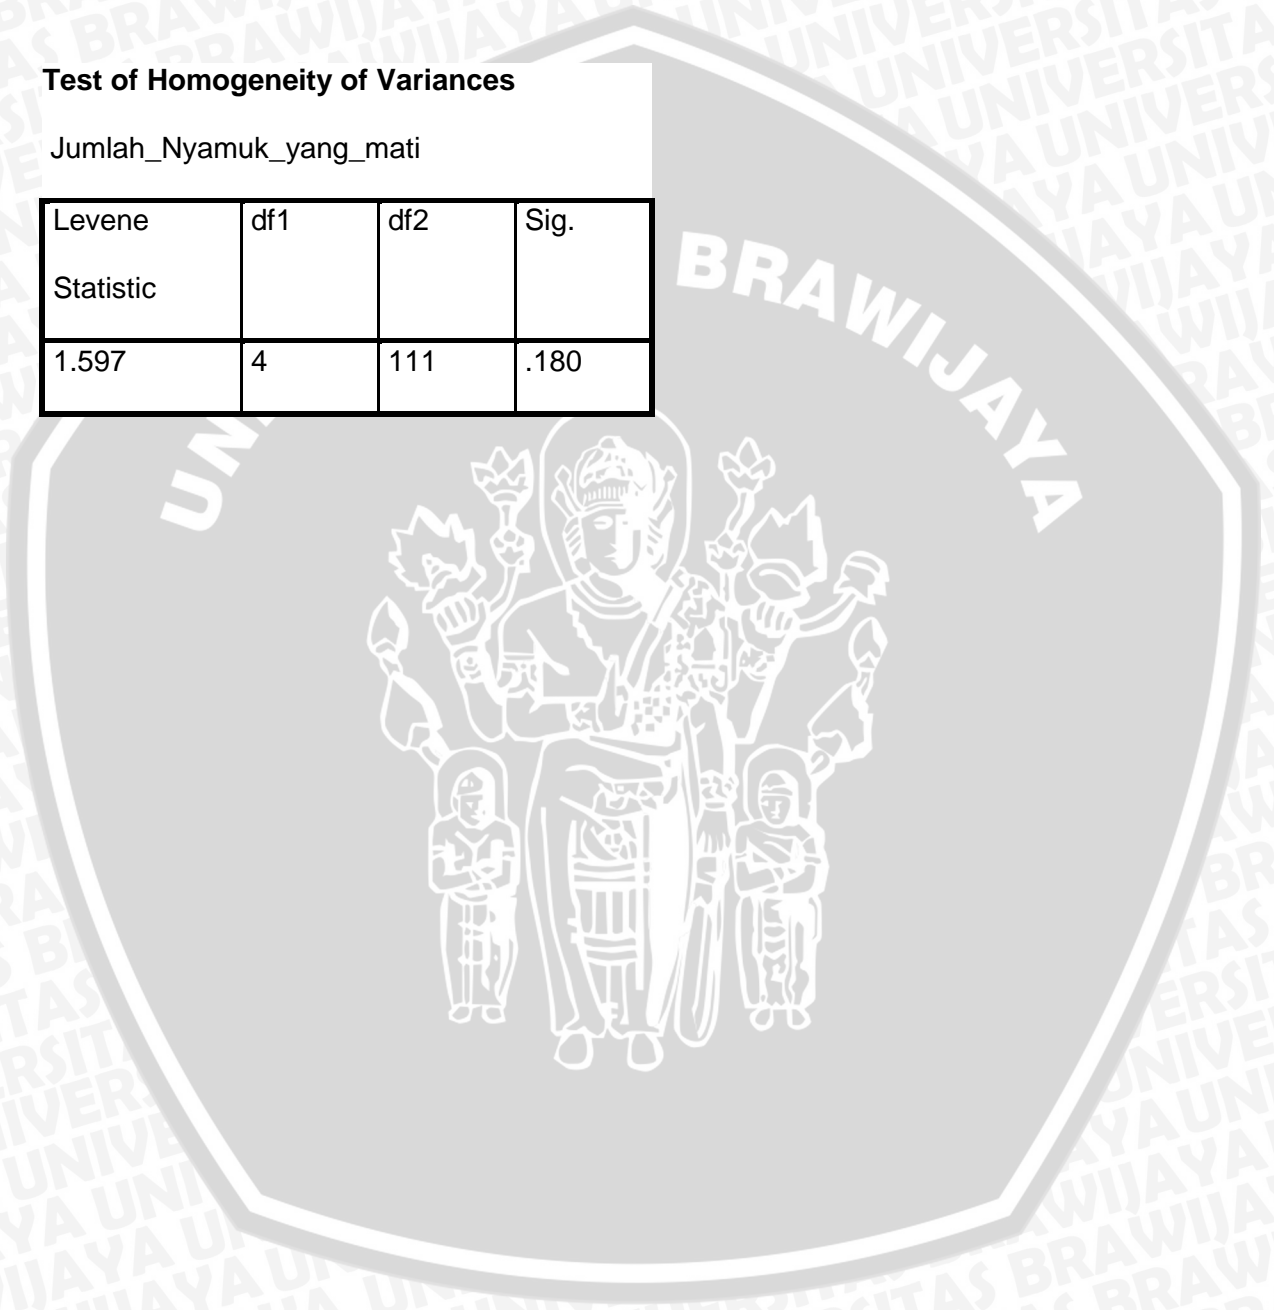 Test of Homogeneity of Variances
Jumlah_Nyamuk_yang_mati
Levene Statistic df1 df2 Sig.
1.597 4 111 .180
BRAWIJAYA